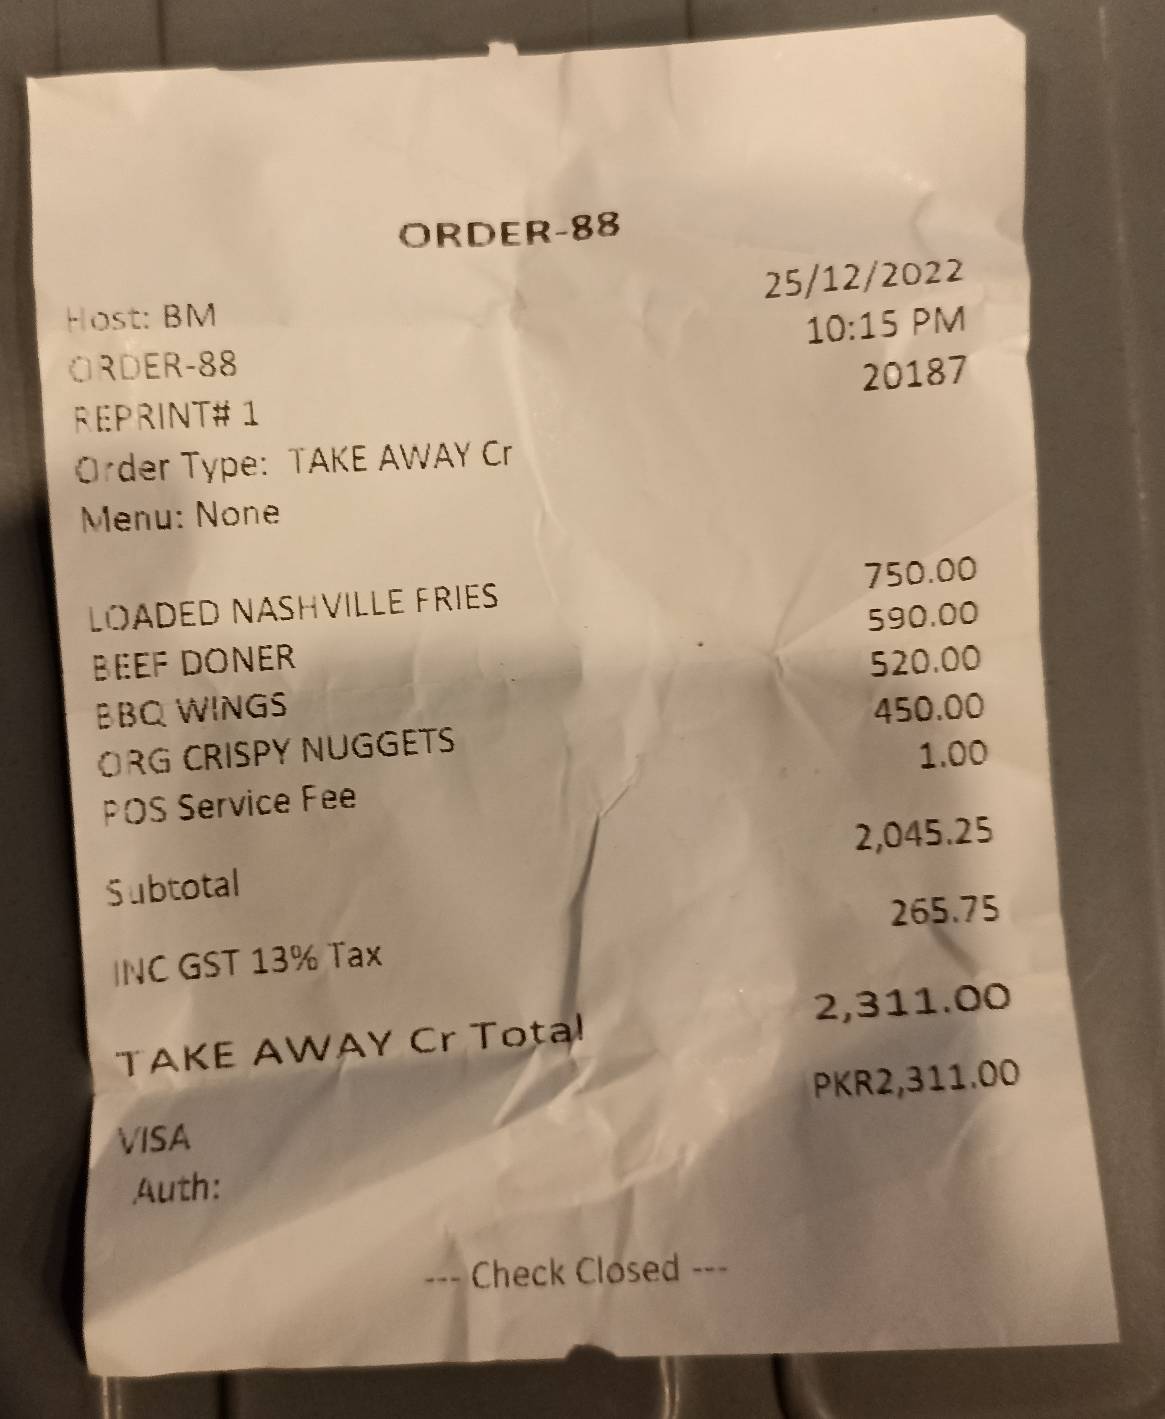 ORDER-88
25/12/2022
Host: BM 10:15 PM
ORDER-88 20187
REPRINT# 1
Order Type: TAKE AWAY Cr
Menu: None
LOADED NASHVILLE FRIES 750.00
BEEF DONER 590.00
BBQ WINGS 520.00
ORG CRISPY NUGGETS 450.00
POS Service Fee 1.00
Subtotal 2,045.25
INC GST 13% Tax 265.75
TAKE AWAY Cr Total 2,311.00
VISA PKR2,311.00
Auth:
--- Check Closed ---